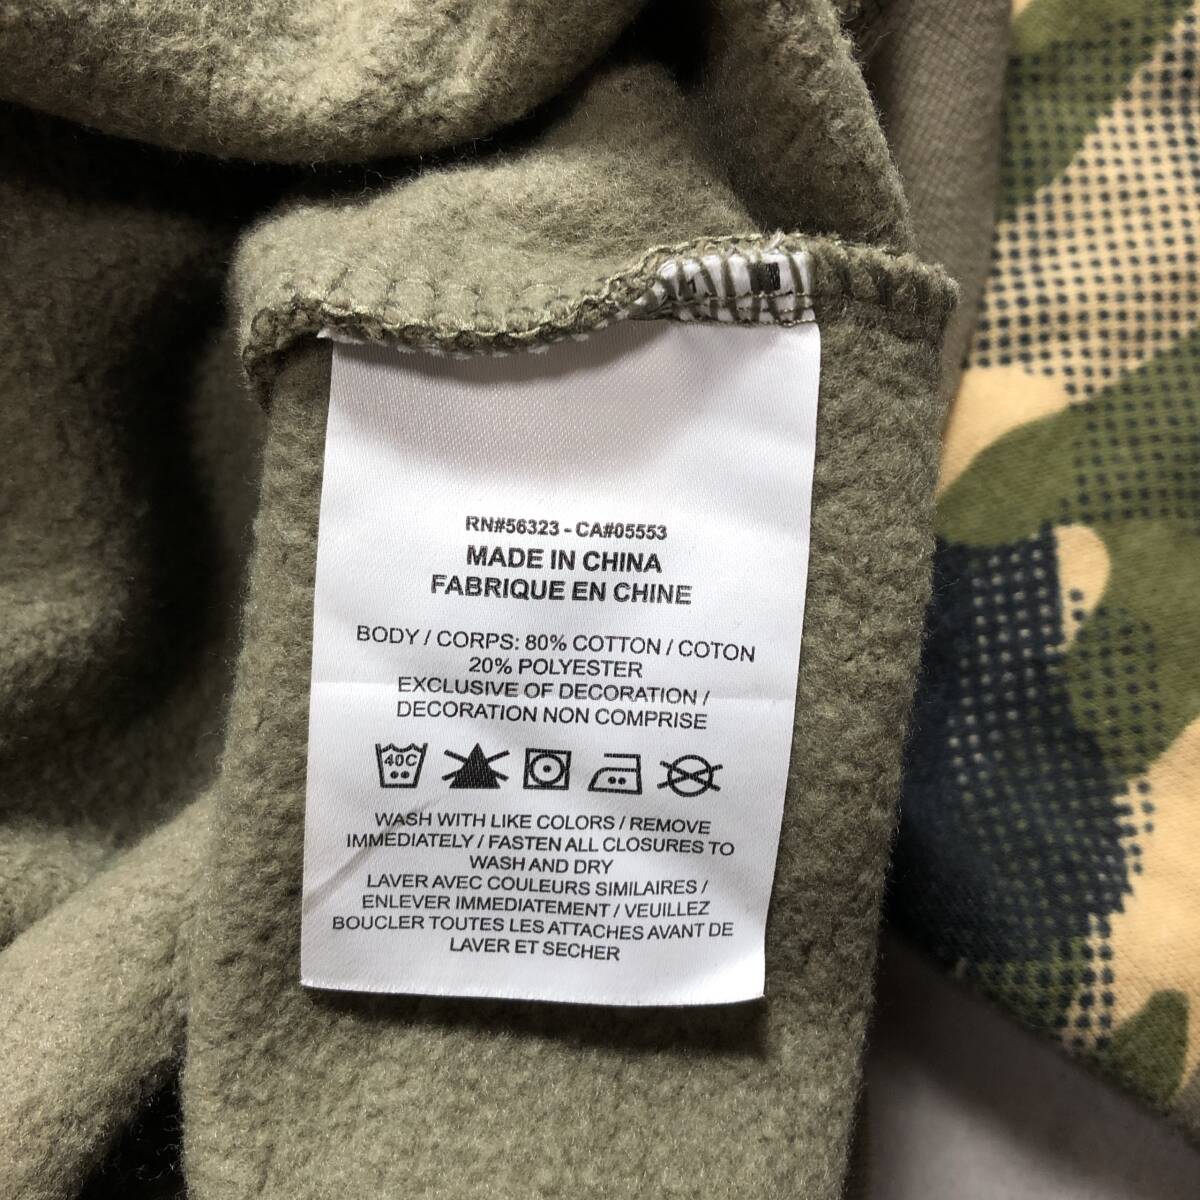 RN#56323 - CA#05553
MADE IN CHINA
FABRIQUE EN CHINE
BODY / CORPS: 80% COTTON / COTON
20% POLYESTER
EXCLUSIVE OF DECORATION /
DECORATION NON COMPRISE
40C
WASH WITH LIKE COLORS / REMOVE
IMMEDIATELY / FASTEN ALL CLOSURES TO
WASH AND DRY
LAVER AVEC COULEURS SIMILAIRES /
ENLEVER IMMEDIATEMENT / VEUILLEZ
BOUCLER TOUTES LES ATTACHES AVANT DE
LAVER ET SECHER